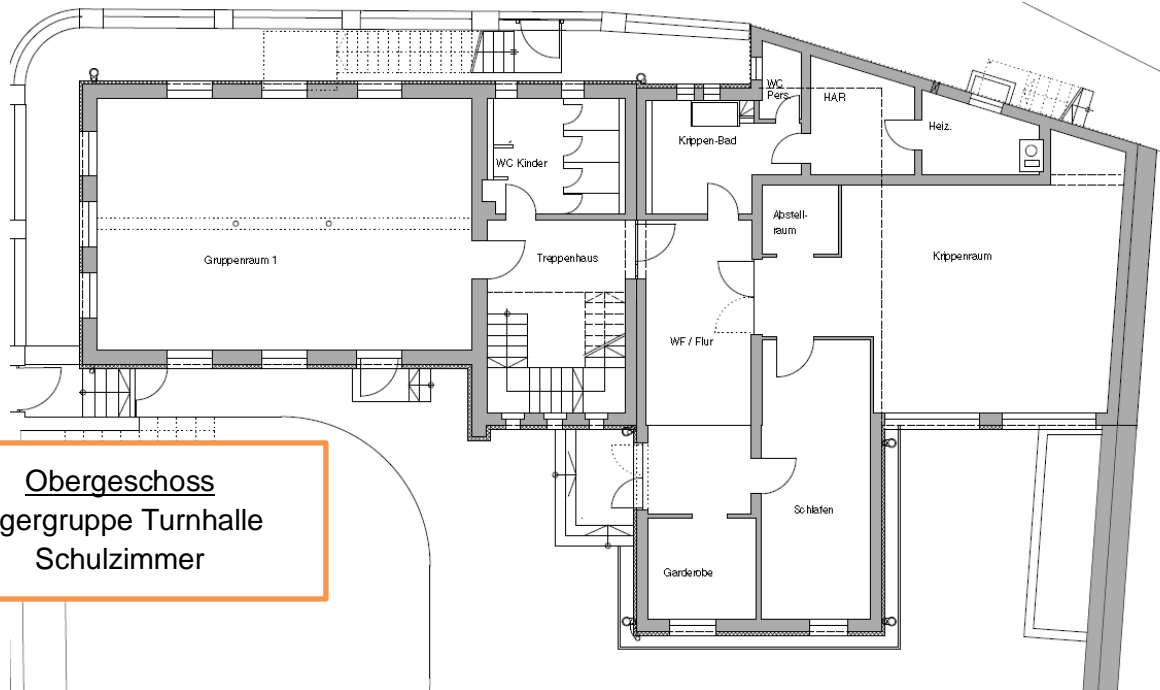 WC
Pers.
HAR
Heiz.
Krippen-Bad
WC Kinder
Abstell-
raum
Gruppenraum 1
Treppenhaus
Krippenraum
WF / Flur
Schlafen
Garderobe
Obergeschoss
gergruppe Turnhalle
Schulzimmer